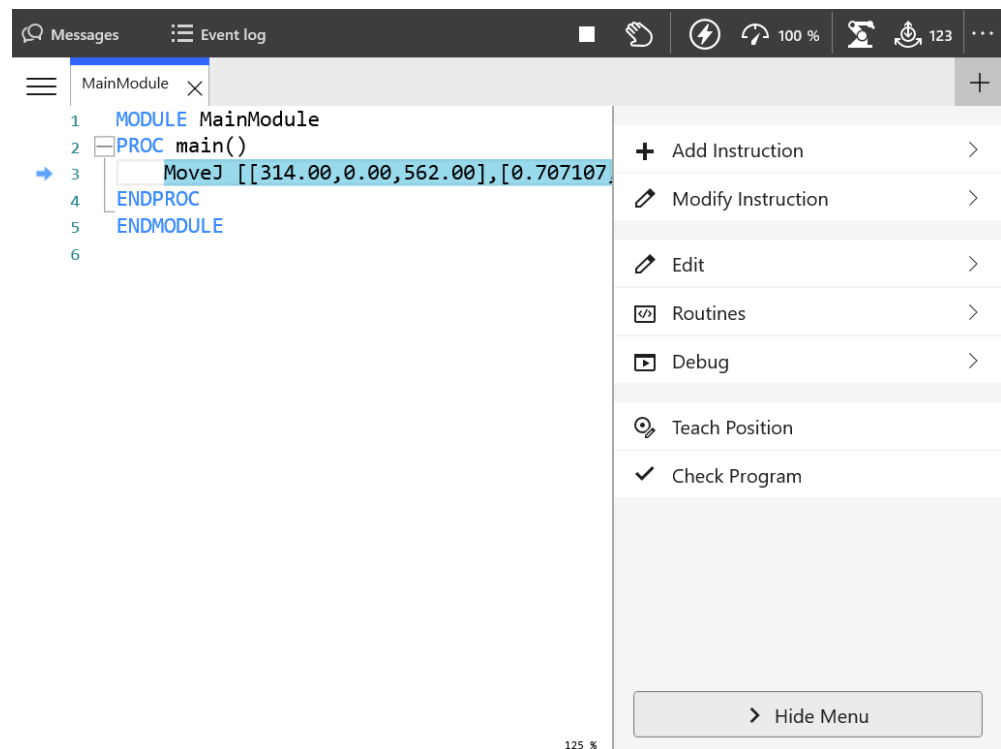 Messages Event log 100 % 123 ...
MainModule
1 MODULE MainModule
2 PROC main()
3 MoveJ [[314.00,0.00,562.00],[0.707107,
4 ENDPROC
5 ENDMODULE
6
125 %
Add Instruction
Modify Instruction
Edit
Routines
Debug
Teach Position
Check Program
Hide Menu